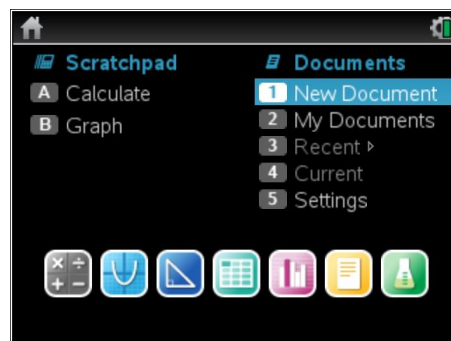 Scratchpad
A Calculate
B Graph
Documents
1 New Document
2 My Documents
3 Recent ▹
4 Current
5 Settings